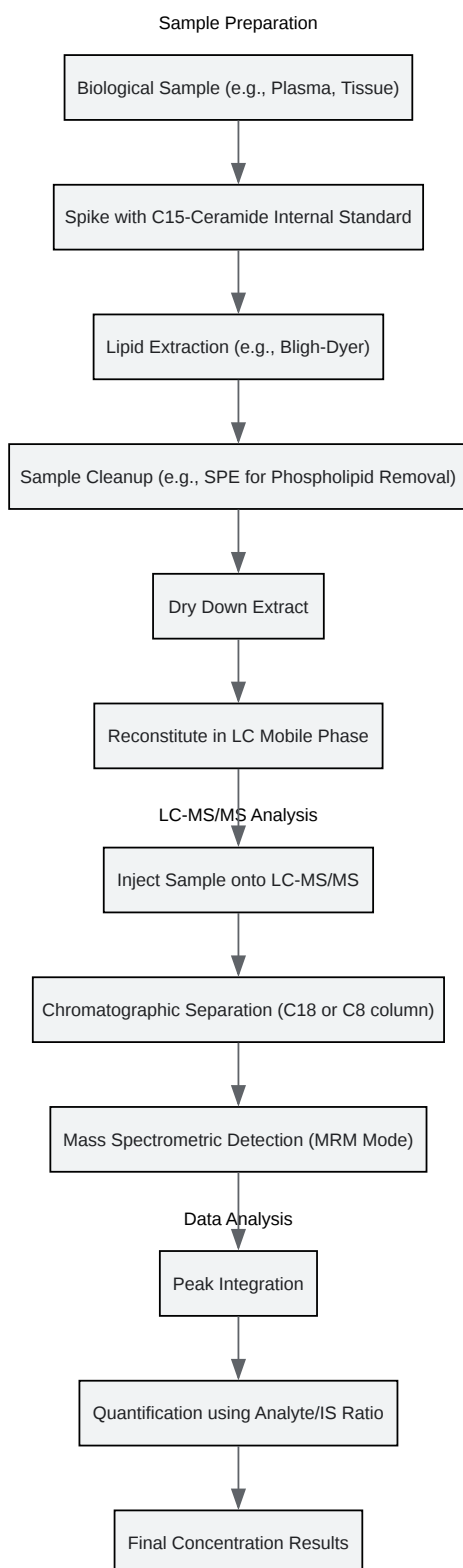 Sample Preparation
Biological Sample (e.g., Plasma, Tissue)
Spike with C15-Ceramide Internal Standard
Lipid Extraction (e.g., Bligh-Dyer)
Sample Cleanup (e.g., SPE for Phospholipid Removal)
Dry Down Extract
Reconstitute in LC Mobile Phase
LC-MS/MS Analysis
Inject Sample onto LC-MS/MS
Chromatographic Separation (C18 or C8 column)
Mass Spectrometric Detection (MRM Mode)
Data Analysis
Peak Integration
Quantification using Analyte/IS Ratio
Final Concentration Results